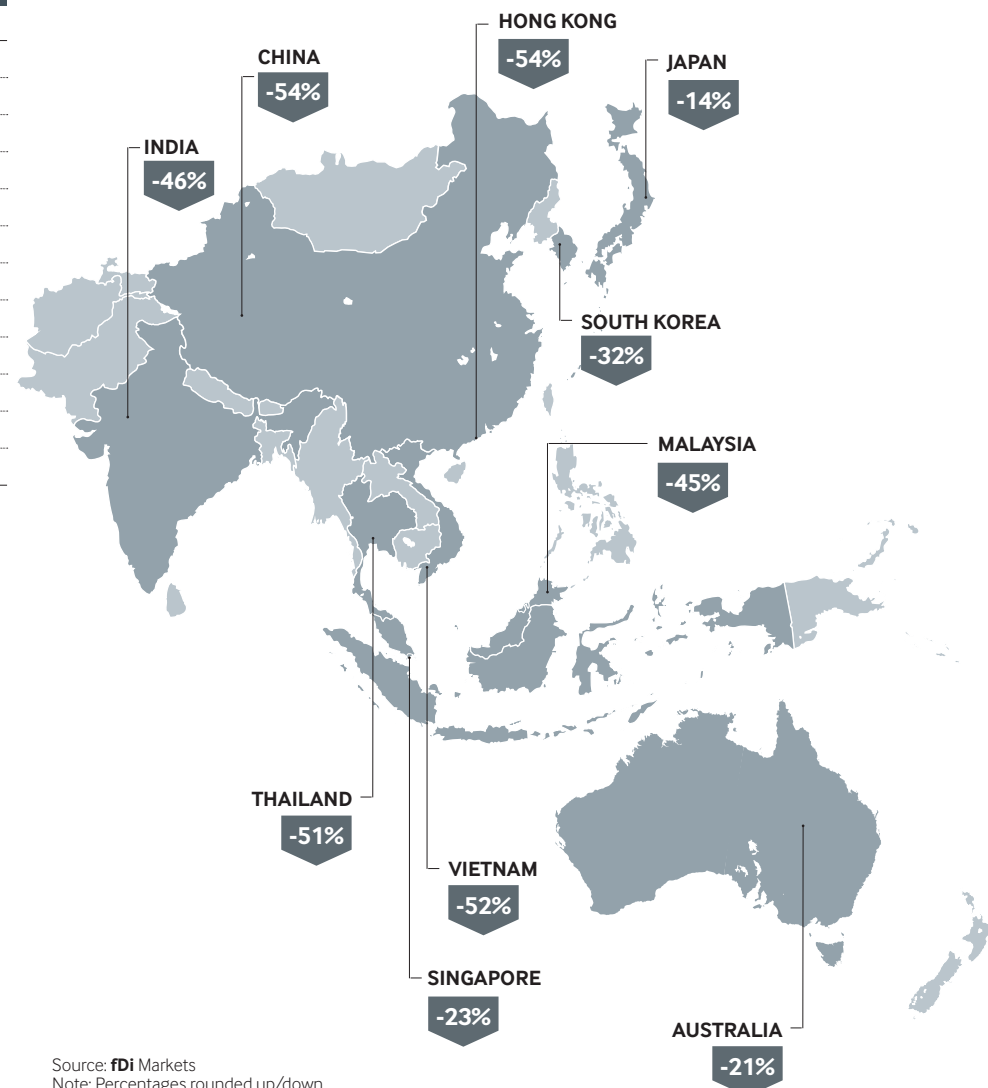 HONG KONG
-54%
CHINA
-54%
JAPAN
-14%
INDIA
-46%
SOUTH KOREA
-32%
MALAYSIA
-45%
THAILAND
-51%
VIETNAM
-52%
SINGAPORE
-23%
AUSTRALIA
-21%
Source: fDi Markets
Note: Percentages rounded up/down